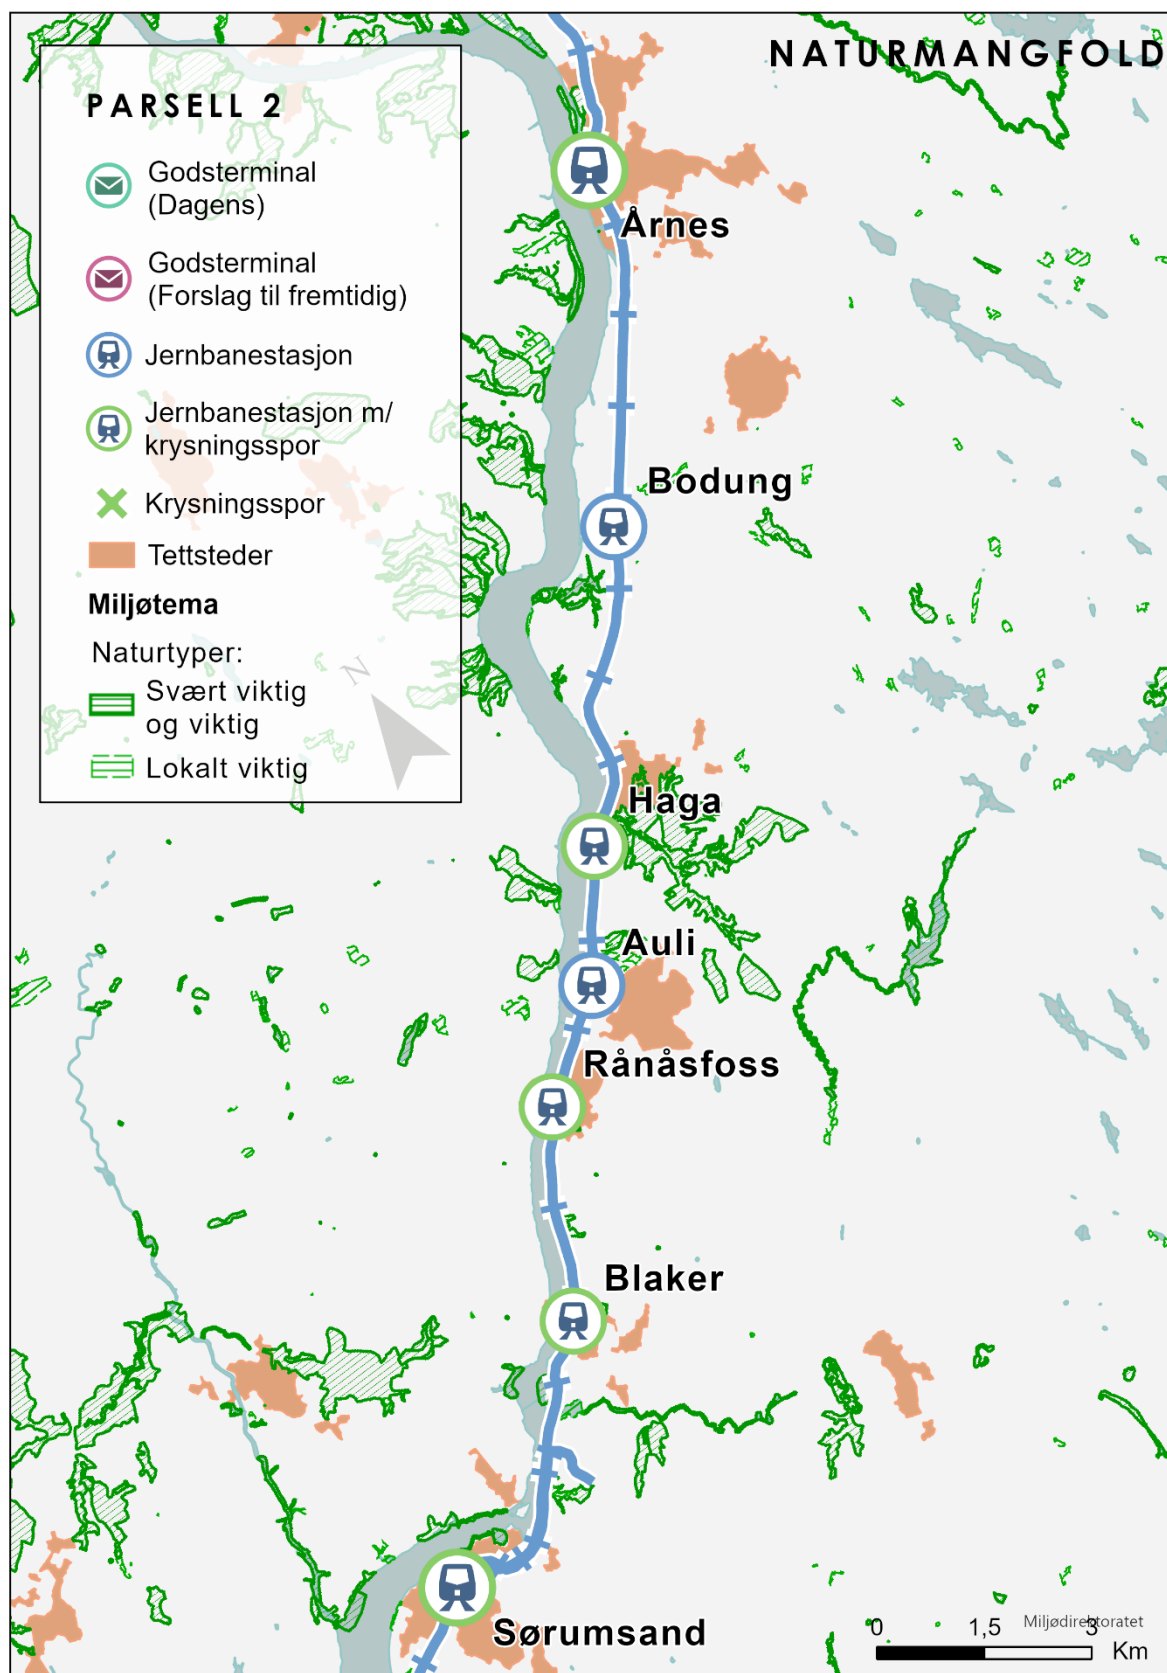 NATURMANGFOLD
PARSELL 2
Godsterminal
(Dagens)
Godsterminal
(Forslag til fremtidig)
Jernbanestasjon
Jernbanestasjon m/
krysningsspor
Krysningsspor
Tettsteder
Miljøtema
Naturtyper:
Svært viktig
og viktig
Lokalt viktig
N
Årnes
Bodung
Haga
Auli
Rånåsfoss
Blaker
Sørumsand
Miljødirektoratet
0 1,5 3
Km